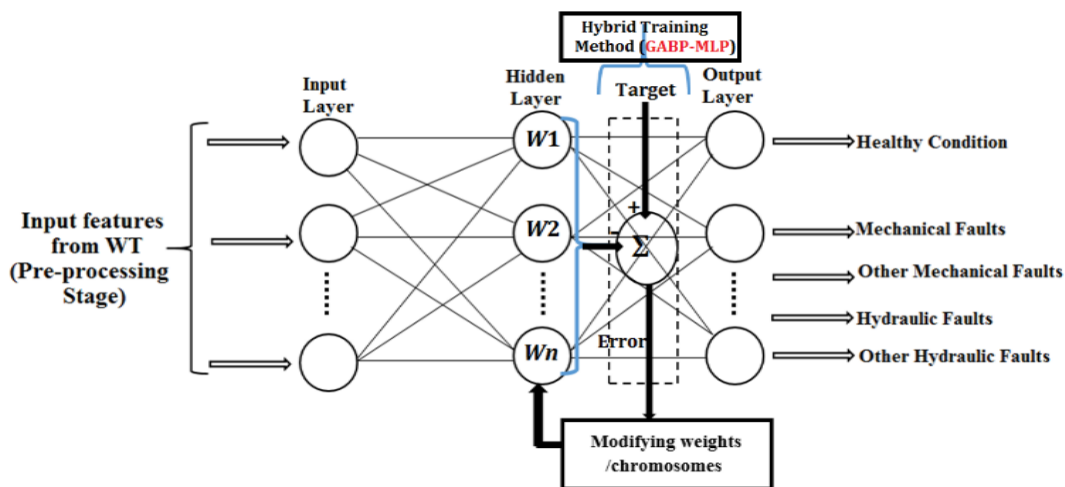 Hybrid Training
Method (GABP-MLP)
Input
Layer
Hidden
Layer
Target
Output
Layer
W1
W2
Wn
+
-
Σ
Error
Input features
from WT
(Pre-processing
Stage)
Healthy Condition
Mechanical Faults
Other Mechanical Faults
Hydraulic Faults
Other Hydraulic Faults
Modifying weights
/chromosomes